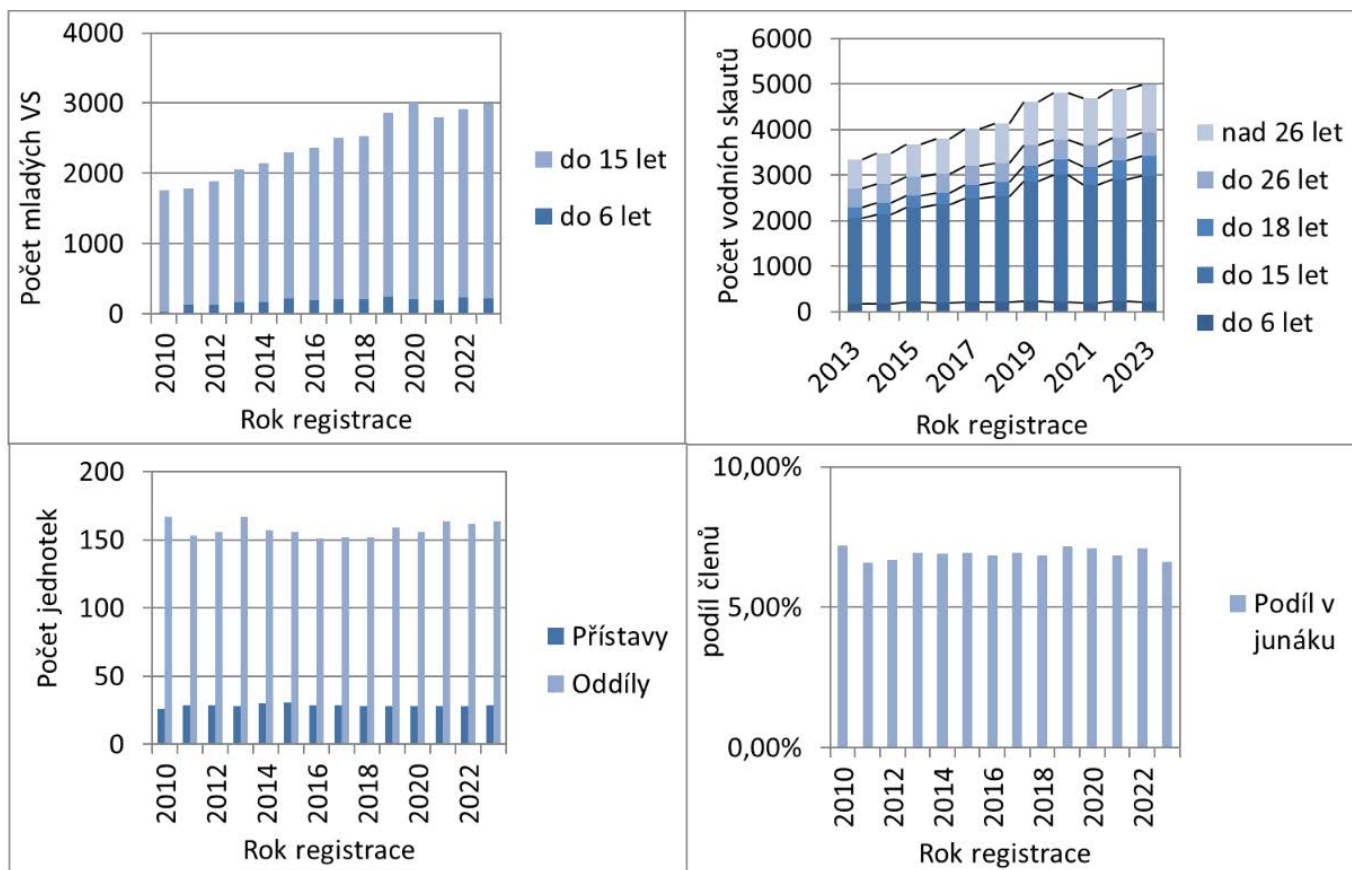 4000
3000
2000
1000
0
Počet mladých VS
2010
2012
2014
2016
2018
2020
2022
Rok registrace
do 15 let
do 6 let
6000
5000
4000
3000
2000
1000
0
Počet vodních skautů
2013
2015
2017
2019
2021
2023
Rok registrace
nad 26 let
do 26 let
do 18 let
do 15 let
do 6 let
200
150
100
50
0
Počet jednotek
2010
2012
2014
2016
2018
2020
2022
Rok registrace
Přístavy
Oddíly
10,00%
5,00%
0,00%
podíl členů
2010
2012
2014
2016
2018
2020
2022
Rok registrace
Podíl v
junáku